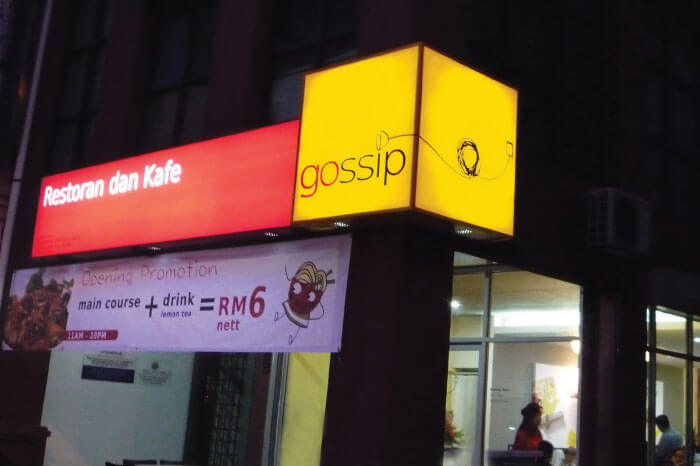 Restoran dan Kafe
gossip
Opening Promotion
main course + drink = RM6
lemon tea
nett
11AM - 10PM